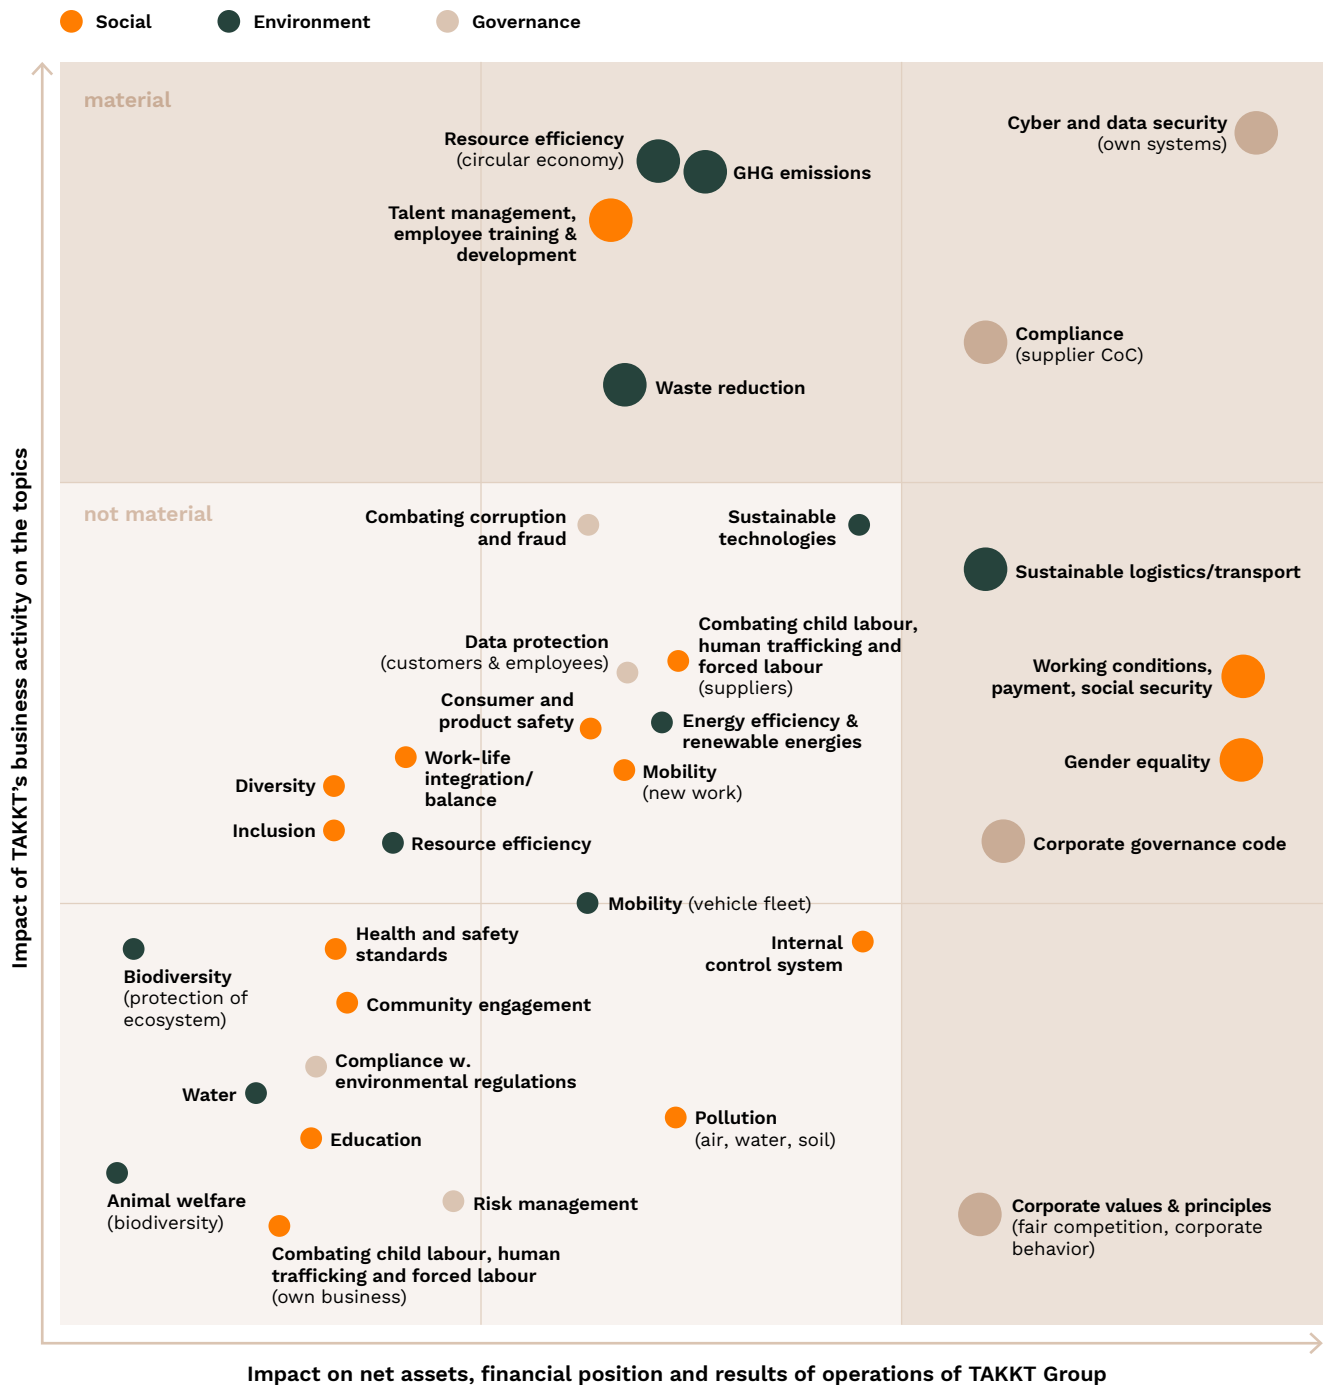 Social
Environment
Governance
material
Resource efficiency
(circular economy)
GHG emissions
Cyber and data security
(own systems)
Talent management,
employee training &
development
Compliance
(supplier CoC)
Waste reduction
not material
Combating corruption
and fraud
Sustainable
technologies
Sustainable logistics/transport
Data protection
(customers & employees)
Combating child labour,
human trafficking and
forced labour
(suppliers)
Working conditions,
payment, social security
Consumer and
product safety
Energy efficiency &
renewable energies
Work-life
integration/
balance
Mobility
(new work)
Gender equality
Diversity
Inclusion
Resource efficiency
Corporate governance code
Mobility (vehicle fleet)
Health and safety
standards
Internal
control system
Biodiversity
(protection of
ecosystem)
Community engagement
Compliance w.
environmental regulations
Water
Education
Pollution
(air, water, soil)
Animal welfare
(biodiversity)
Risk management
Corporate values & principles
(fair competition, corporate
behavior)
Combating child labour, human
trafficking and forced labour
(own business)
Impact of TAKKT's business activity on the topics
Impact on net assets, financial position and results of operations of TAKKT Group